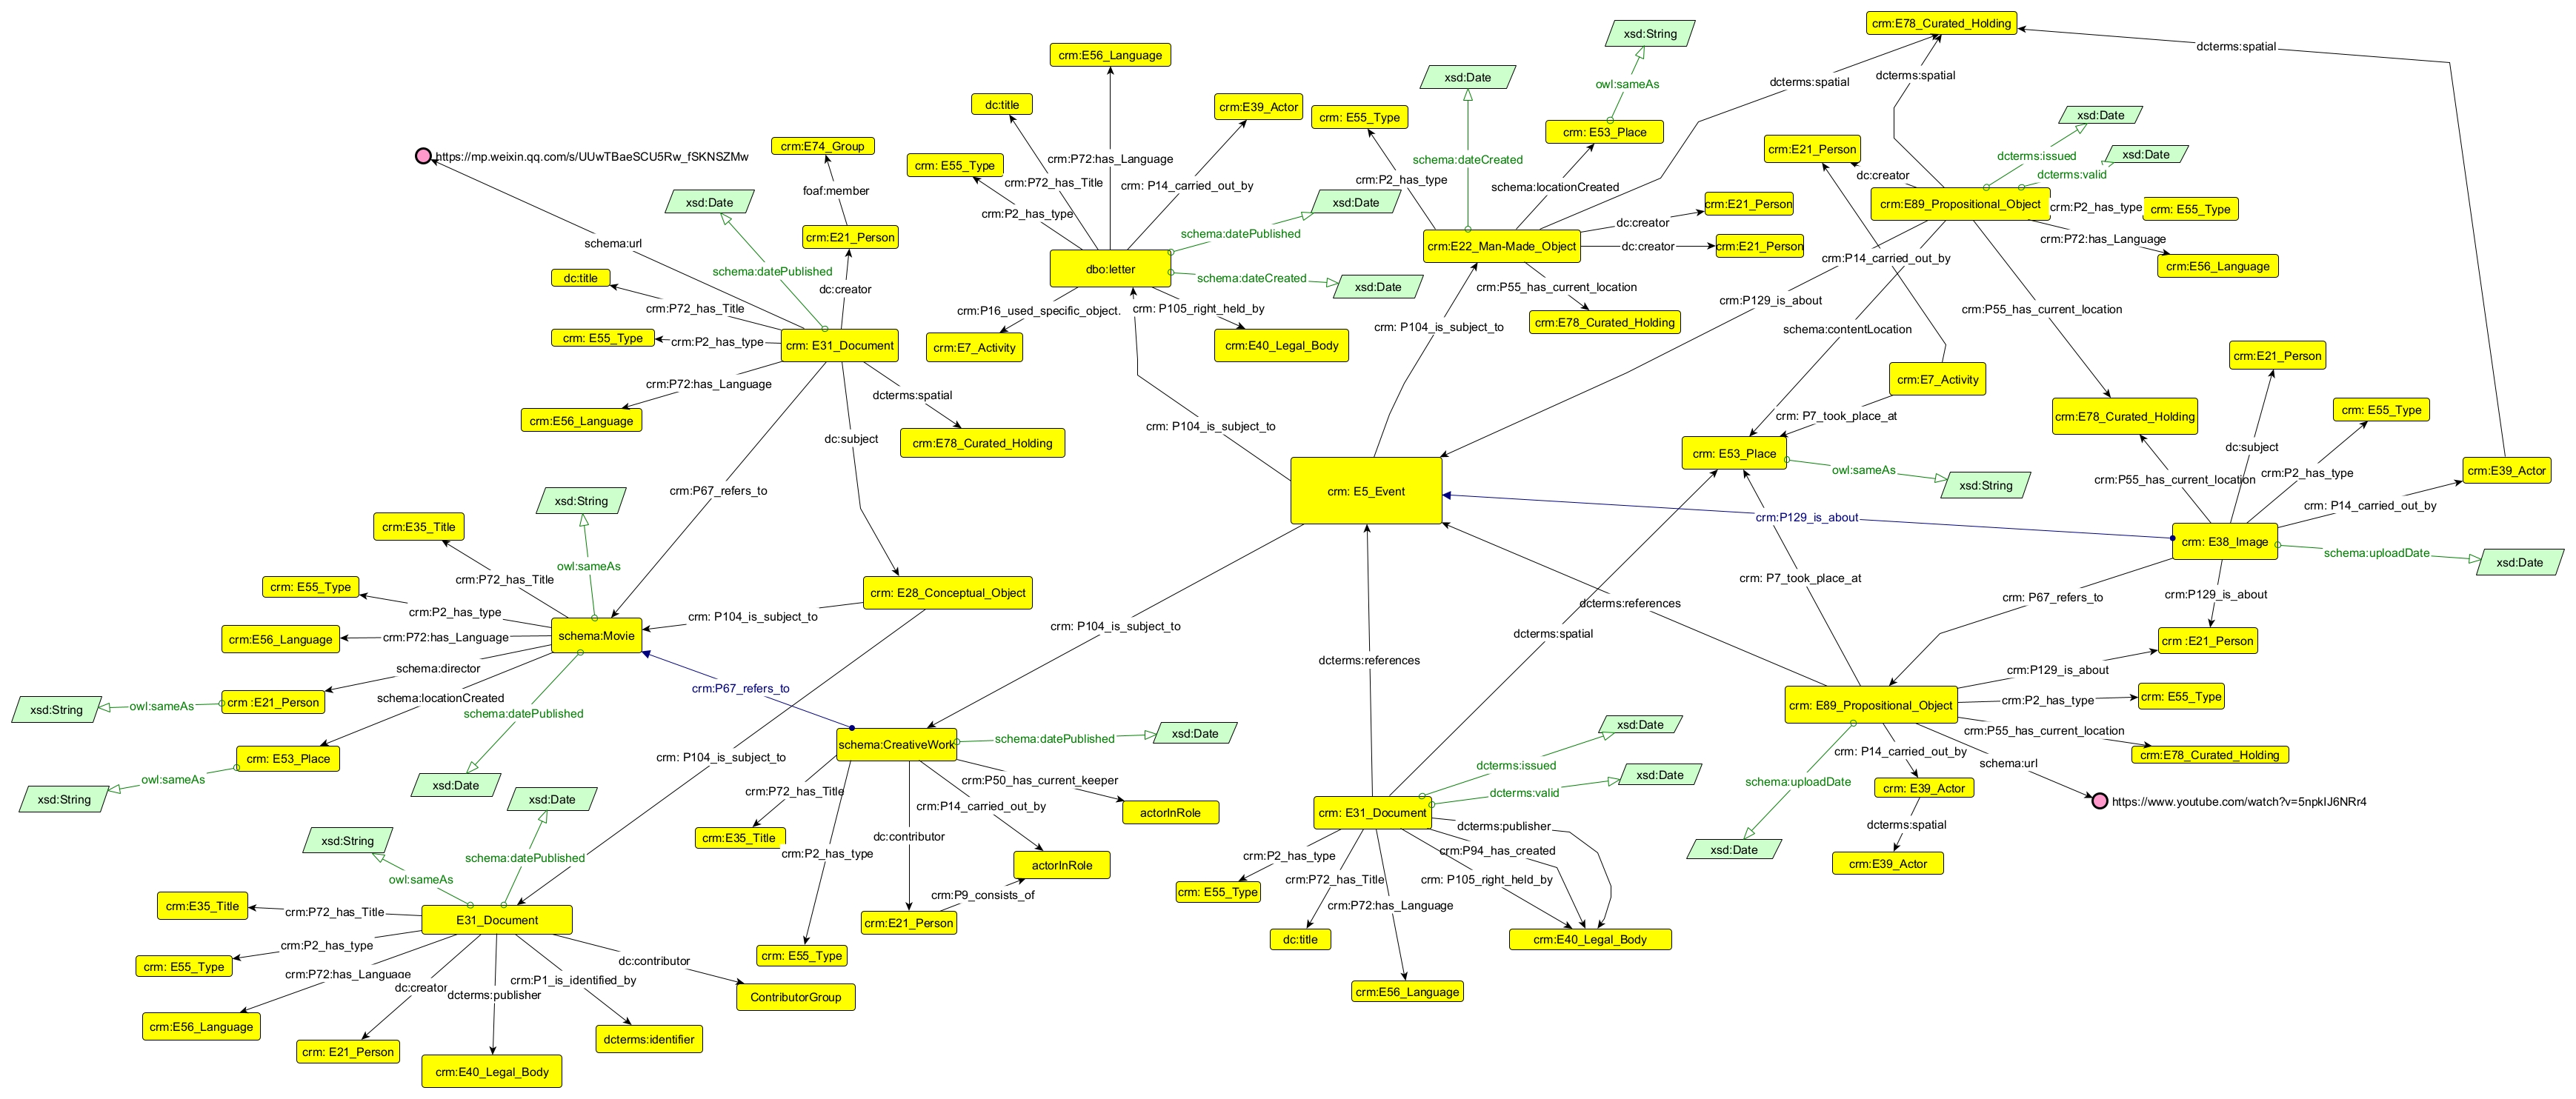 crm:E78_Curated_Holding
dcterms:spatial
xsd:String
crm:E56_Language
xsd:Date
dcterms:spatial
dcterms:spatial
owl:sameAs
dc:title
crm:E39_Actor
crm: E55_Type
crm: E53_Place
xsd:Date
crm:E74_Group
https://mp.weixin.qq.com/s/UUwTBaeSCU5Rw_fSKNSZMw
crm:E21_Person
xsd:Date
dcterms:issued
schema:dateCreated
crm:P72:has_Language
crm: E55_Type
crm:P72_has_Title
crm: P14_carried_out_by
crm:P2_has_type
schema:locationCreated
dc:creator
dcterms:valid
foaf:member
xsd:Date
xsd:Date
crm:P2_has_type
crm:E21_Person
crm:E89_Propositional_Object
crm:P2_has_type
crm: E55_Type
dc:creator
schema:datePublished
crm:E21_Person
schema:url
crm:E22_Man-Made_Object
dc:creator
crm:E21_Person
crm:P72:has_Language
crm:P14_carried_out_by
crm:E56_Language
dbo:letter
schema:datePublished
dc:title
schema:dateCreated
xsd:Date
dc:creator
crm:P55_has_current_location
crm:P129_is_about
crm:P72_has_Title
crm:P16_used_specific_object.
crm: P105_right_held_by
crm:P55_has_current_location
crm:E78_Curated_Holding
crm: P104_is_subject_to
schema:contentLocation
crm: E55_Type
crm:P2_has_type
crm: E31_Document
crm:E7_Activity
crm:E40_Legal_Body
crm:E21_Person
crm:P72:has_Language
crm:E7_Activity
dcterms:spatial
crm:E56_Language
crm: P7_took_place_at
crm:E78_Curated_Holding
crm: E55_Type
crm: P104_is_subject_to
dc:subject
crm:E78_Curated_Holding
dc:subject
crm: E53_Place
owl:sameAs
crm:E39_Actor
crm:P2_has_type
crm:P55_has_current_location
crm:P67_refers_to
crm: E5_Event
xsd:String
xsd:String
crm: P14_carried_out_by
crm:P129_is_about
crm:E35_Title
crm: E38_Image
schema:uploadDate
xsd:Date
owl:sameAs
crm:P72_has_Title
crm: P7_took_place_at
crm: E55_Type
crm: E28_Conceptual_Object
crm:P129_is_about
crm: P67_refers_to
dcterms:references
crm:P2_has_type
crm: P104_is_subject_to
crm: P104_is_subject_to
dcterms:spatial
crm:E56_Language
crm:P72:has_Language
schema:Movie
crm :E21_Person
schema:director
dcterms:references
crm:P129_is_about
crm:P67_refers_to
schema:locationCreated
crm :E21_Person
owl:sameAs
xsd:String
schema:datePublished
crm: E89_Propositional_Object
crm:P2_has_type
crm: E55_Type
xsd:Date
crm:P55_has_current_location
schema:CreativeWork
schema:datePublished
xsd:Date
crm: E53_Place
crm: P104_is_subject_to
crm: P14_carried_out_by
crm:E78_Curated_Holding
schema:url
dcterms:issued
owl:sameAs
xsd:Date
crm:P50_has_current_keeper
xsd:Date
schema:uploadDate
crm: E39_Actor
xsd:String
xsd:Date
crm:P72_has_Title
crm:P14_carried_out_by
dcterms:valid
https://www.youtube.com/watch?v=5npkIJ6NRr4
actorInRole
crm: E31_Document
dcterms:publisher
dcterms:spatial
xsd:String
crm:E35_Title
dc:contributor
xsd:Date
schema:datePublished
crm:P2_has_type
crm:P2_has_type
crm:P94_has_created
crm:E39_Actor
actorInRole
owl:sameAs
crm:P72_has_Title
crm: P105_right_held_by
crm: E55_Type
crm:P9_consists_of
crm:E35_Title
crm:P72_has_Title
E31_Document
crm:E21_Person
crm:P72:has_Language
crm:P2_has_type
dc:title
crm:E40_Legal_Body
crm: E55_Type
crm: E55_Type
dc:contributor
crm:P72:has_Language
crm:P1_is_identified_by
dc:creator
dcterms:publisher
ContributorGroup
crm:E56_Language
crm:E56_Language
dcterms:identifier
crm: E21_Person
crm:E40_Legal_Body